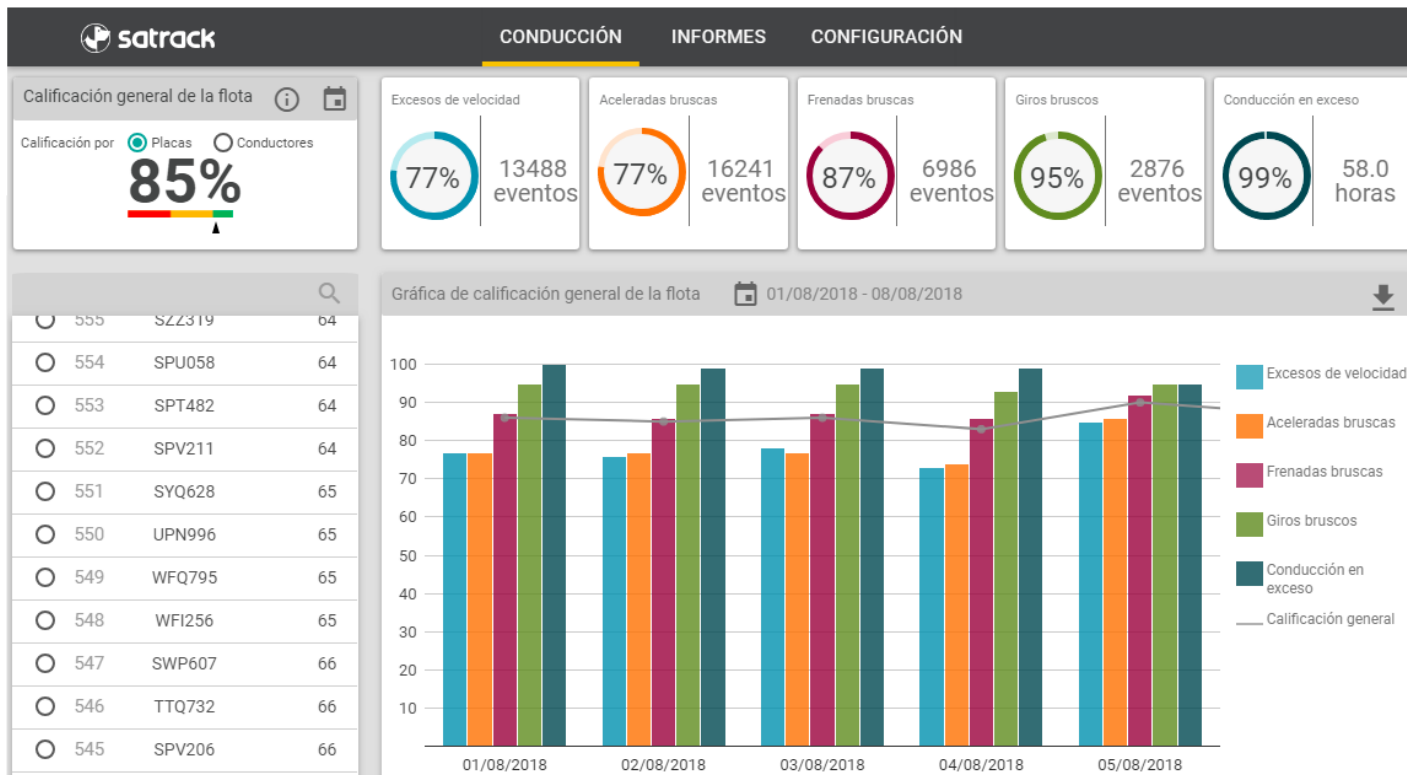 satrack
CONDUCCIÓN INFORMES CONFIGURACIÓN
Calificación general de la flota
Calificación por Placas Conductores
85%
Excesos de velocidad
77%
13488
eventos
Aceleradas bruscas
77%
16241
eventos
Frenadas bruscas
87%
6986
eventos
Giros bruscos
95%
2876
eventos
Conducción en exceso
99%
58.0
horas
555 SZZ319 64
554 SPU058 64
553 SPT482 64
552 SPV211 64
551 SYQ628 65
550 UPN996 65
549 WFQ795 65
548 WFI256 65
547 SWP607 66
546 TTQ732 66
545 SPV206 66
Gráfica de calificación general de la flota 01/08/2018 - 08/08/2018
100
90
80
70
60
50
40
30
20
10
01/08/2018 02/08/2018 03/08/2018 04/08/2018 05/08/2018
Excesos de velocidad
Aceleradas bruscas
Frenadas bruscas
Giros bruscos
Conducción en
exceso
Calificación general